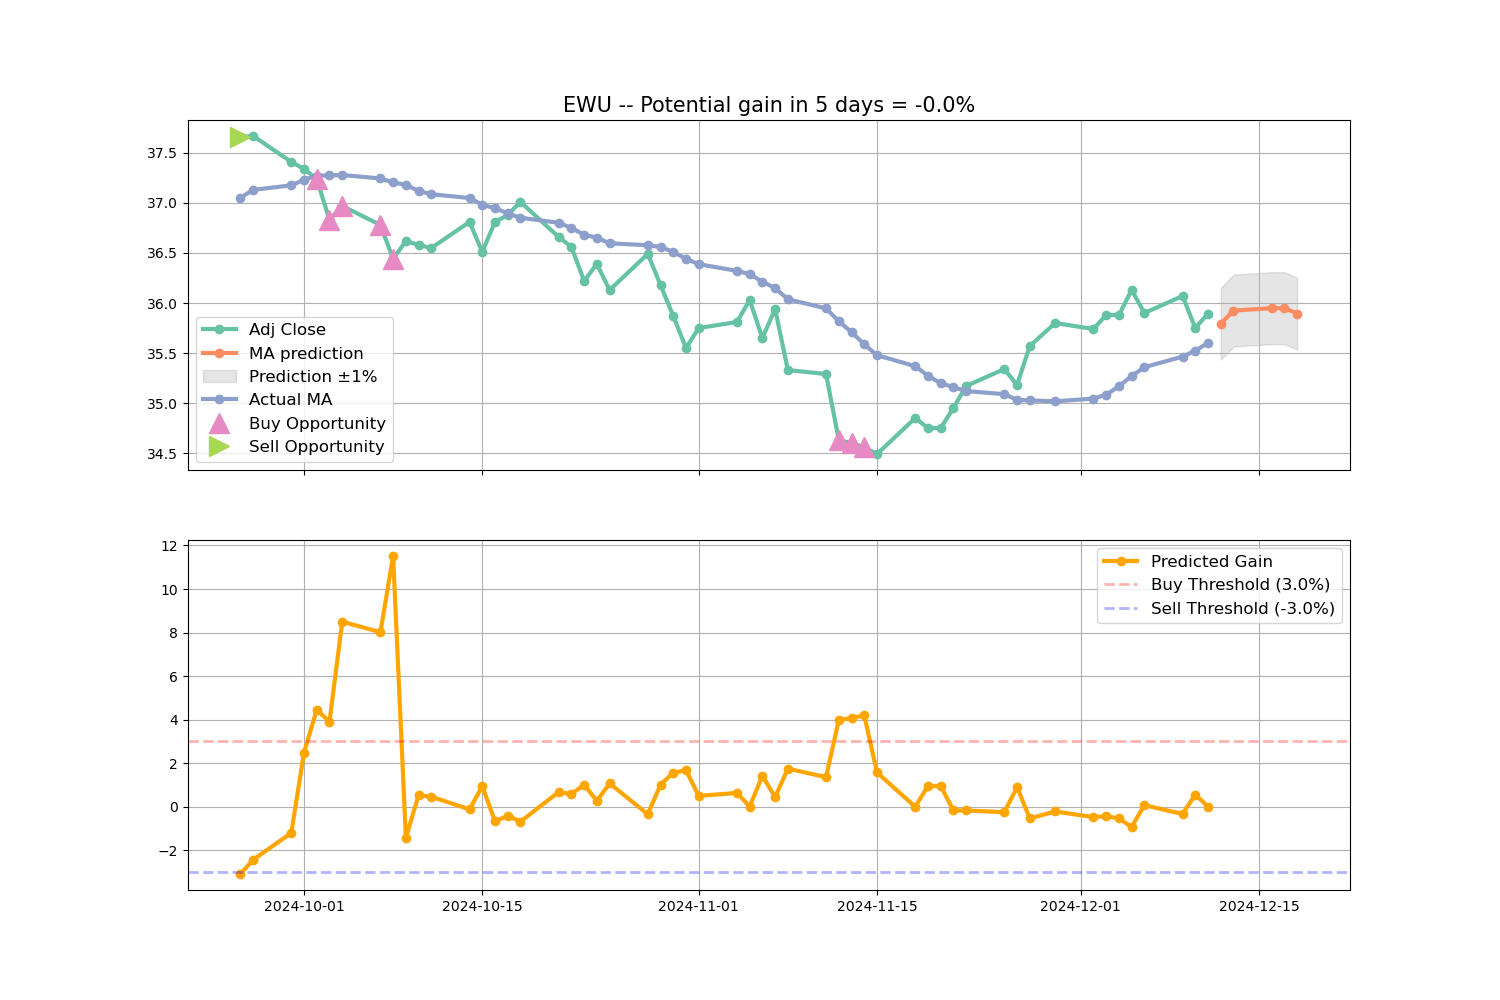 EWU -- Potential gain in 5 days = -0.0%
37.5
37.0
36.5
36.0
35.5
35.0
34.5
Adj Close
MA prediction
Prediction ±1%
Actual MA
Buy Opportunity
Sell Opportunity
12
10
8
6
4
2
0
−2
Predicted Gain
Buy Threshold (3.0%)
Sell Threshold (-3.0%)
2024-10-01 2024-10-15 2024-11-01 2024-11-15 2024-12-01 2024-12-15